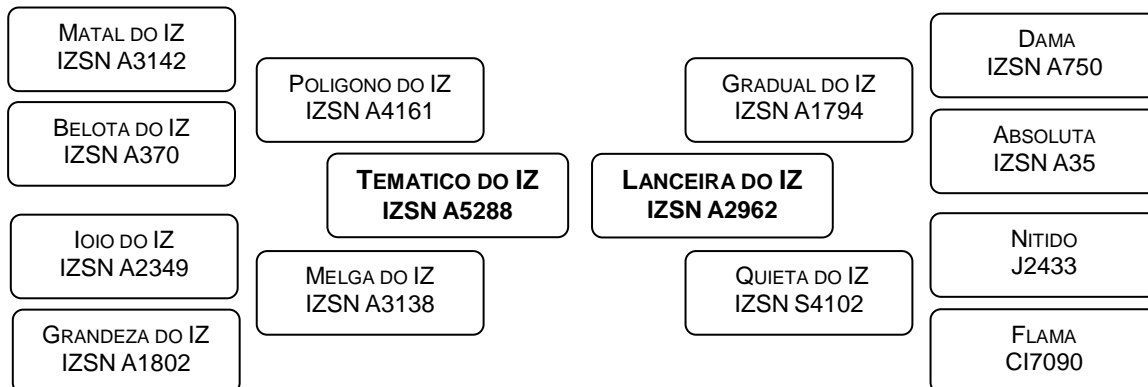 MATAL DO IZ
IZSN A3142
BELOTA DO IZ
IZSN A370
IOIO DO IZ
IZSN A2349
GRANDEZA DO IZ
IZSN A1802
POLIGONO DO IZ
IZSN A4161
MELGA DO IZ
IZSN A3138
TEMATICO DO IZ
IZSN A5288
LANCEIRA DO IZ
IZSN A2962
GRADUAL DO IZ
IZSN A1794
QUIETA DO IZ
IZSN S4102
DAMA
IZSN A750
ABSOLUTA
IZSN A35
NITIDO
J2433
FLAMA
CI7090